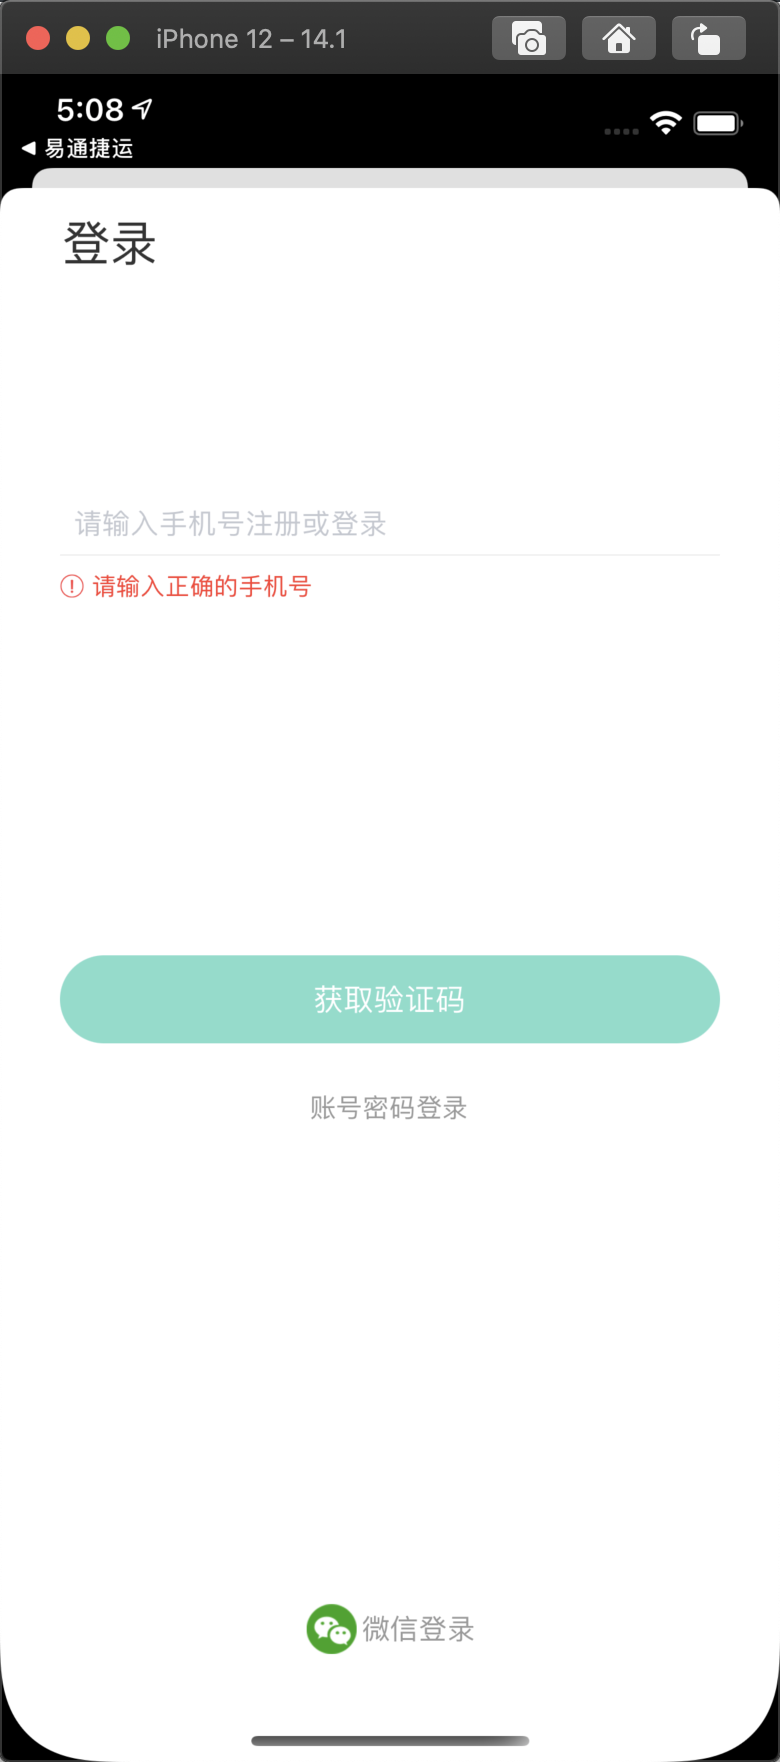 iPhone 12 – 14.1
5:08
◀ 易通捷运
登录
请输入手机号注册或登录
请输入正确的手机号
获取验证码
账号密码登录
微信登录